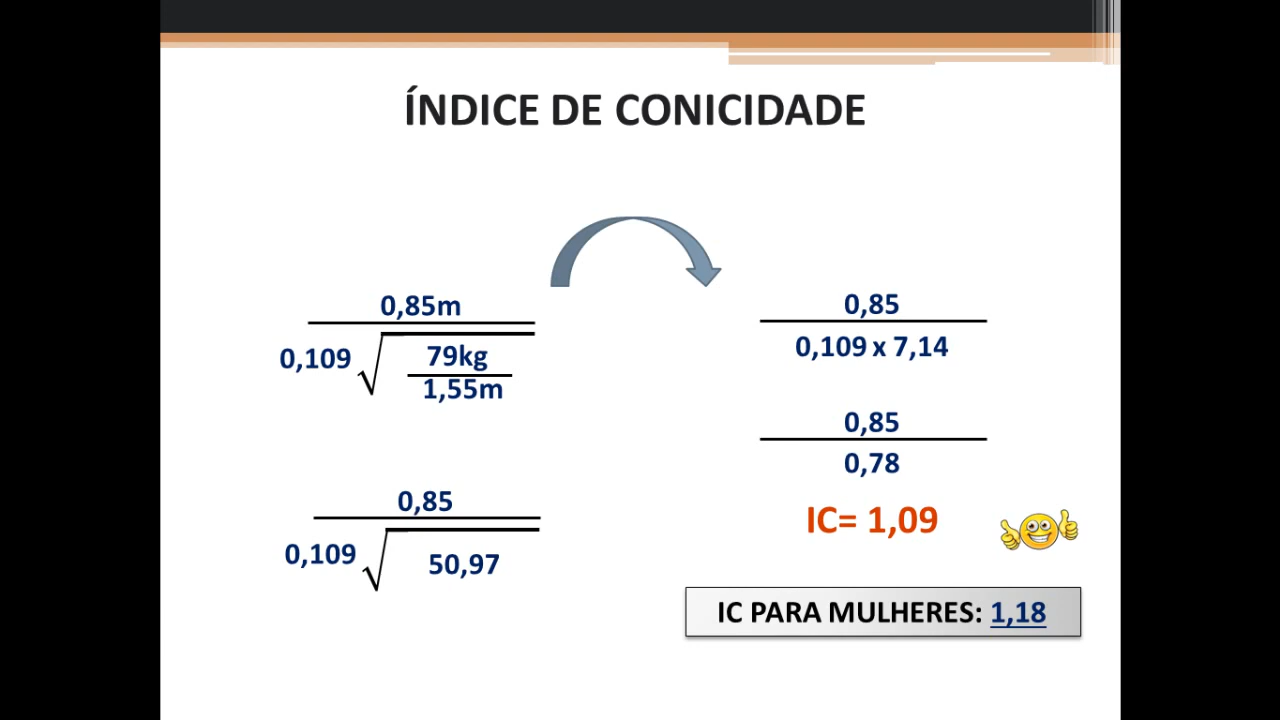 ÍNDICE DE CONICIDADE
0,85m
0,109 √ 79kg
1,55m
0,85
0,109 √ 50,97
0,85
0,109 x 7,14
0,85
0,78
IC= 1,09
IC PARA MULHERES: 1,18